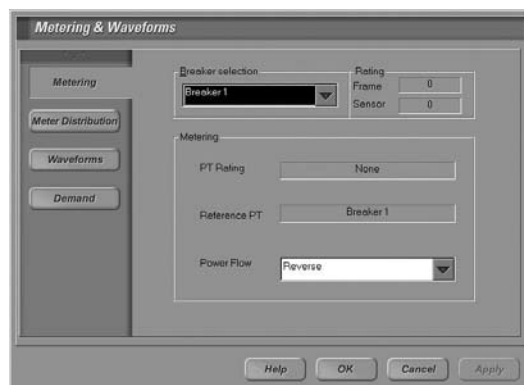 Metering & Waveforms
Metering
Meter Distribution
Waveforms
Demand
Breaker selection
Breaker 1
Rating
Frame 0
Sensor 0
Metering
PT Rating None
Reference PT Breaker 1
Power Flow Reverse
Help OK Cancel Apply